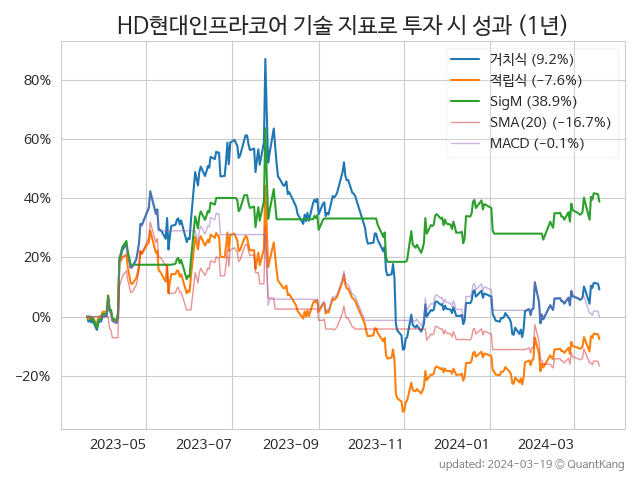 HD현대인프라코어 기술 지표로 투자 시 성과 (1년)
거치식 (9.2%)
적립식 (−7.6%)
SigM (38.9%)
SMA(20) (−16.7%)
MACD (−0.1%)
80%
60%
40%
20%
0%
−20%
2023-05
2023-07
2023-09
2023-11
2024-01
2024-03
updated: 2024-03-19 © QuantKang